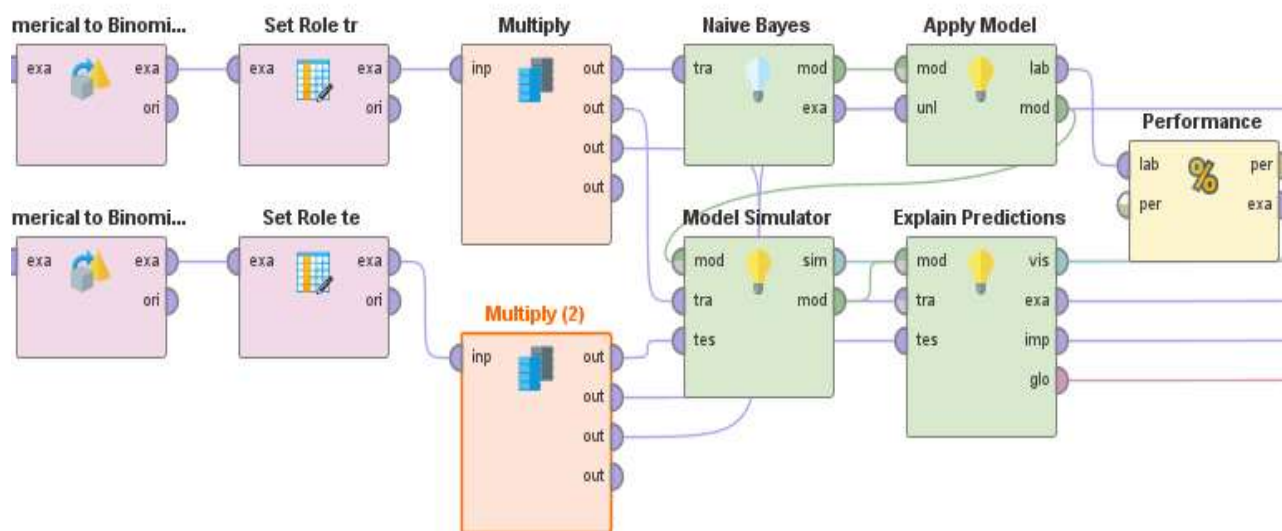 merical to Binomi...
Set Role tr
Multiply
Naive Bayes
Apply Model
exa
exa
ori
exa
exa
ori
inp
out
out
out
out
tra
mod
exa
mod
unl
lab
mod
Performance
lab
per
per
exa
%
merical to Binomi...
Set Role te
Model Simulator
Explain Predictions
exa
exa
ori
exa
exa
ori
mod
tra
tes
sim
mod
mod
tra
tes
vis
exa
imp
glo
Multiply (2)
inp
out
out
out
out